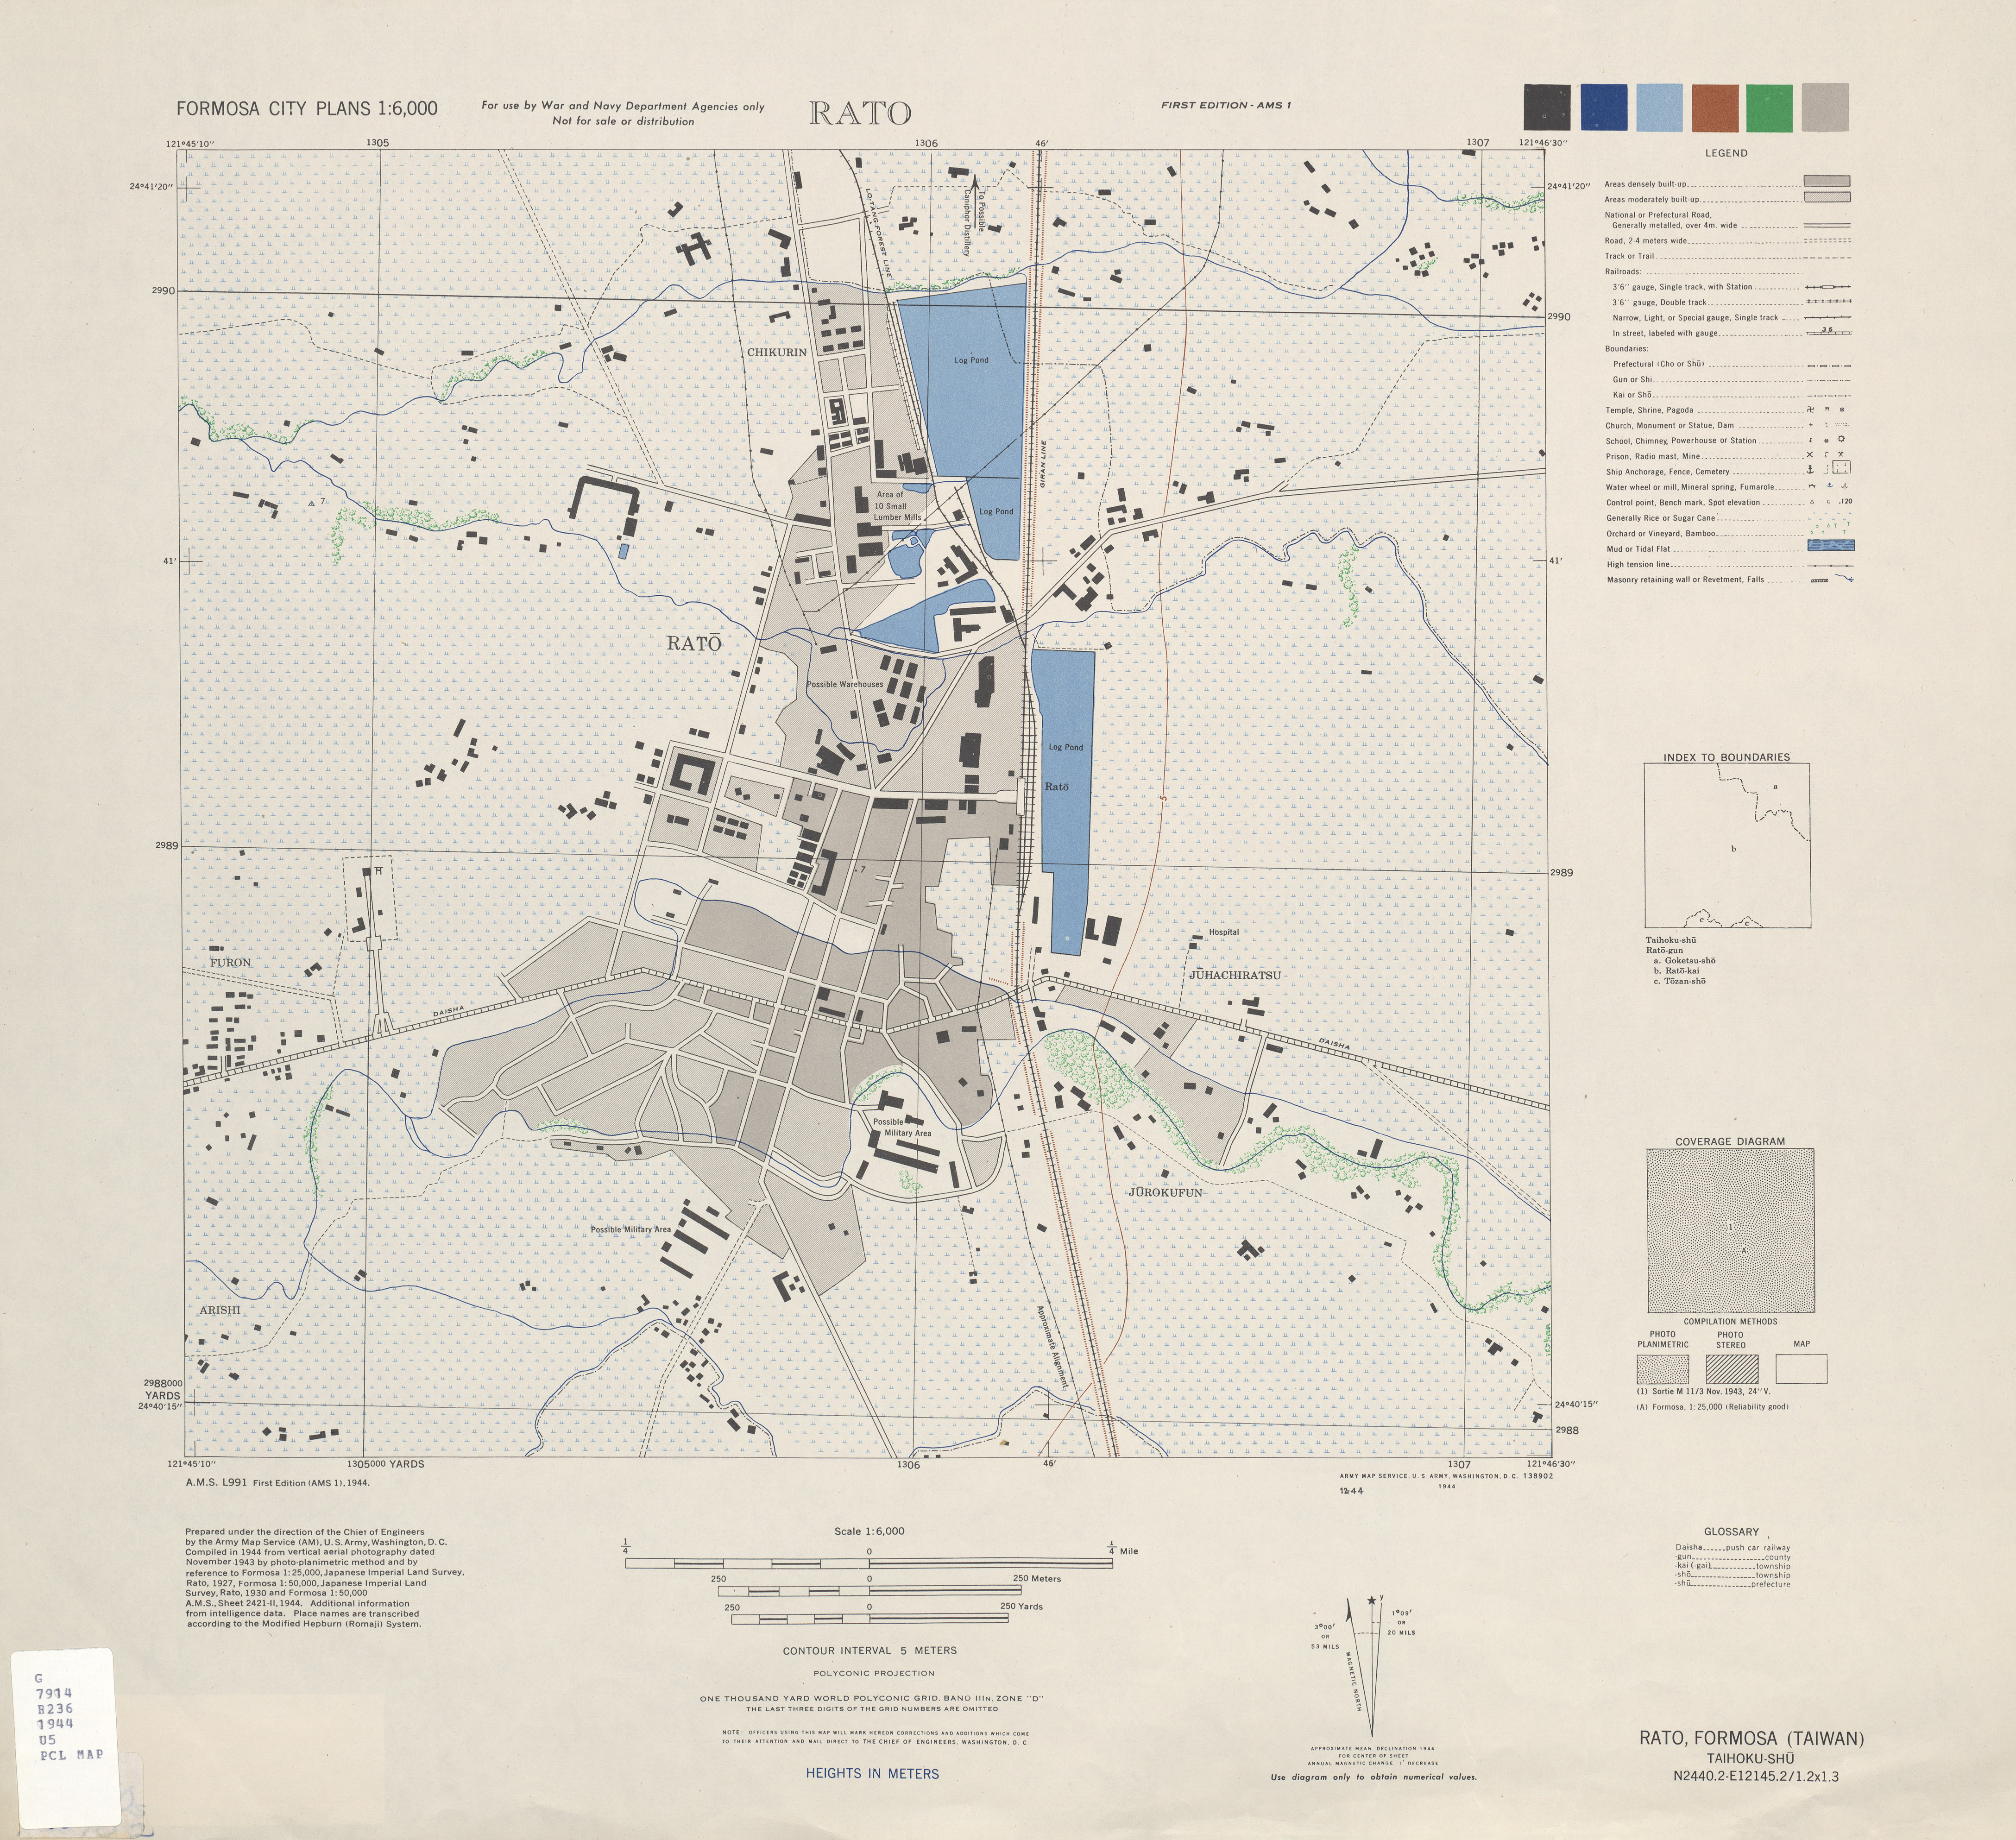 FORMOSA CITY PLANS 1:6,000
For use by War and Navy Department Agencies only
Not for sale or distribution
RATO
FIRST EDITION - AMS 1
121°45'10"
1305
1306
46'
1307
121°46'30"
24°41'20"
24°41'20"
To Possible
Camphor Distillery
LO-TANG FOREST LINE
2990
2990
CHIKURIN
Log Pond
GIRAN LINE
7
Area of
10 Small
Lumber Mills
Log Pond
41'
41'
RATŌ
Possible Warehouses
Log Pond
Ratō
5
2989
2989
7
Hospital
FURON
JŪHACHIRATSU
DAISHA
DAISHA
Possible
Military Area
JŪROKUFUN
Possible Military Area
ARISHI
Approximate Alignment
2988000
YARDS
24°40'15"
24°40'15"
2988
121°45'10"
1305000 YARDS
1306
46'
1307
121°46'30"
A.M.S. L991 First Edition (AMS 1), 1944.
ARMY MAP SERVICE, U. S. ARMY, WASHINGTON, D. C. 138902
1944
12-44
LEGEND
Areas densely built-up
Areas moderately built-up
National or Prefectural Road,
Generally metalled, over 4m. wide
Road, 2-4 meters wide
Track or Trail
Railroads:
3'6" gauge, Single track, with Station
3'6" gauge, Double track
Narrow, Light, or Special gauge, Single track
In street, labeled with gauge
3 6
Boundaries:
Prefectural (Cho or Shū)
Gun or Shi
Kai or Shō
Temple, Shrine, Pagoda
Church, Monument or Statue, Dam
School, Chimney, Powerhouse or Station
Prison, Radio mast, Mine
Ship Anchorage, Fence, Cemetery
Water wheel or mill, Mineral spring, Fumarole
Control point, Bench mark, Spot elevation
.120
Generally Rice or Sugar Cane
Orchard or Vineyard, Bamboo
Mud or Tidal Flat
High tension line
Masonry retaining wall or Revetment, Falls
INDEX TO BOUNDARIES
a
b
c
c
Taihoku-shū
Ratō-gun
a. Goketsu-shō
b. Ratō-kai
c. Tōzan-shō
COVERAGE DIAGRAM
1
A
COMPILATION METHODS
PHOTO
PLANIMETRIC
PHOTO
STEREO
MAP
(1) Sortie M 11/3 Nov. 1943, 24" V.
(A) Formosa, 1:25,000 (Reliability good)
Prepared under the direction of the Chief of Engineers
by the Army Map Service (AM), U.S. Army, Washington, D. C.
Compiled in 1944 from vertical aerial photography dated
November 1943 by photo-planimetric method and by
reference to Formosa 1:25,000, Japanese Imperial Land Survey,
Rato, 1927, Formosa 1:50,000, Japanese Imperial Land
Survey, Rato, 1930 and Formosa 1:50,000
A.M.S., Sheet 2421-II, 1944. Additional information
from intelligence data. Place names are transcribed
according to the Modified Hepburn (Romaji) System.
Scale 1:6,000
1/4
0
1/4 Mile
250
0
250 Meters
250
0
250 Yards
CONTOUR INTERVAL 5 METERS
POLYCONIC PROJECTION
ONE THOUSAND YARD WORLD POLYCONIC GRID, BAND IIIN, ZONE "D"
THE LAST THREE DIGITS OF THE GRID NUMBERS ARE OMITTED
NOTE: OFFICERS USING THIS MAP WILL MARK HEREON CORRECTIONS AND ADDITIONS WHICH COME
TO THEIR ATTENTION AND MAIL DIRECT TO THE CHIEF OF ENGINEERS, WASHINGTON, D. C.
HEIGHTS IN METERS
y
3°00'
OR
53 MILS
1°09'
OR
20 MILS
MAGNETIC NORTH
APPROXIMATE MEAN DECLINATION 1944
FOR CENTER OF SHEET
ANNUAL MAGNETIC CHANGE 1' DECREASE
Use diagram only to obtain numerical values.
GLOSSARY
Daisha push car railway
-gun county
-kai (-gai) township
-shō township
-shū prefecture
RATO, FORMOSA (TAIWAN)
TAIHOKU-SHŪ
N2440.2-E12145.2/1.2x1.3
G
7914
R236
1944
U5
PCL MAP